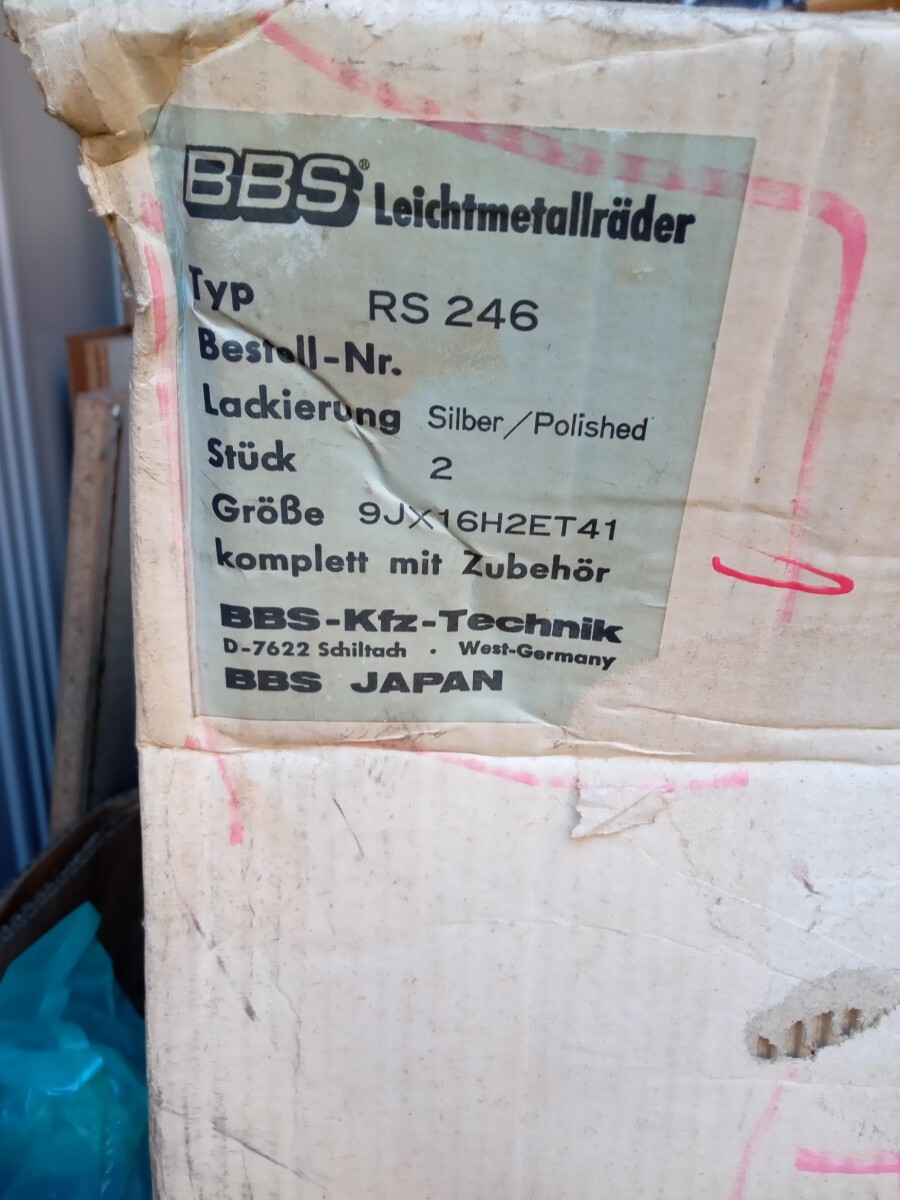 BBS® Leichtmetallräder
Typ RS 246
Bestell-Nr.
Lackierung Silber/Polished
Stück 2
Größe 9JX16H2ET41
komplett mit Zubehör
BBS-Kfz-Technik
D-7622 Schiltach · West-Germany
BBS JAPAN